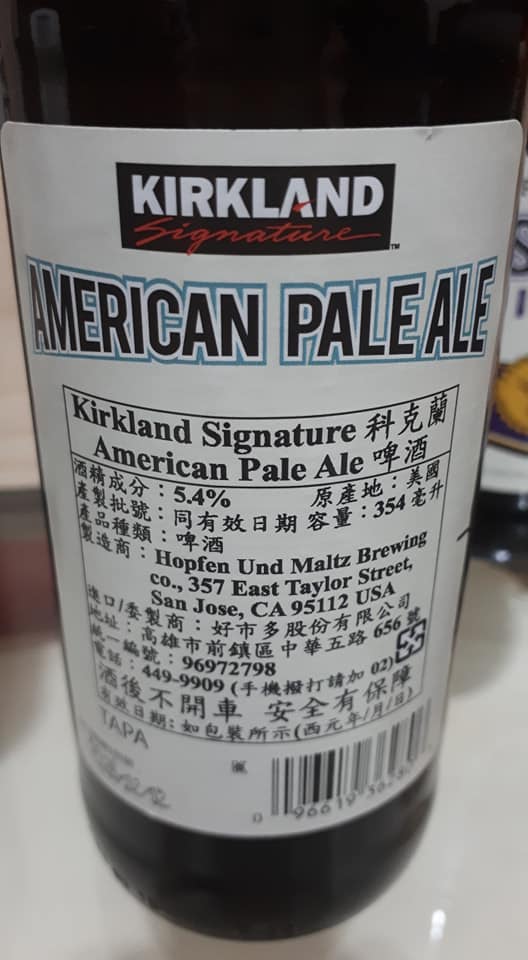 KIRKLAND
Signature™
AMERICAN PALE ALE
Kirkland Signature 科克蘭
American Pale Ale 啤酒
酒精成分：5.4% 原產地：美國
產製批號：同有效日期 容量：354 毫升
產品種類：啤酒
製造商：Hopfen Und Maltz Brewing
co., 357 East Taylor Street,
San Jose, CA 95112 USA
進口/委製商：好市多股份有限公司
地址：高雄市前鎮區中華五路 656 號
統一編號：96972798
電話：449-9909 (手機撥打請加 02)
酒後不開車 安全有保障
有效日期：如包裝所示(西元年/月/日)
TAPA